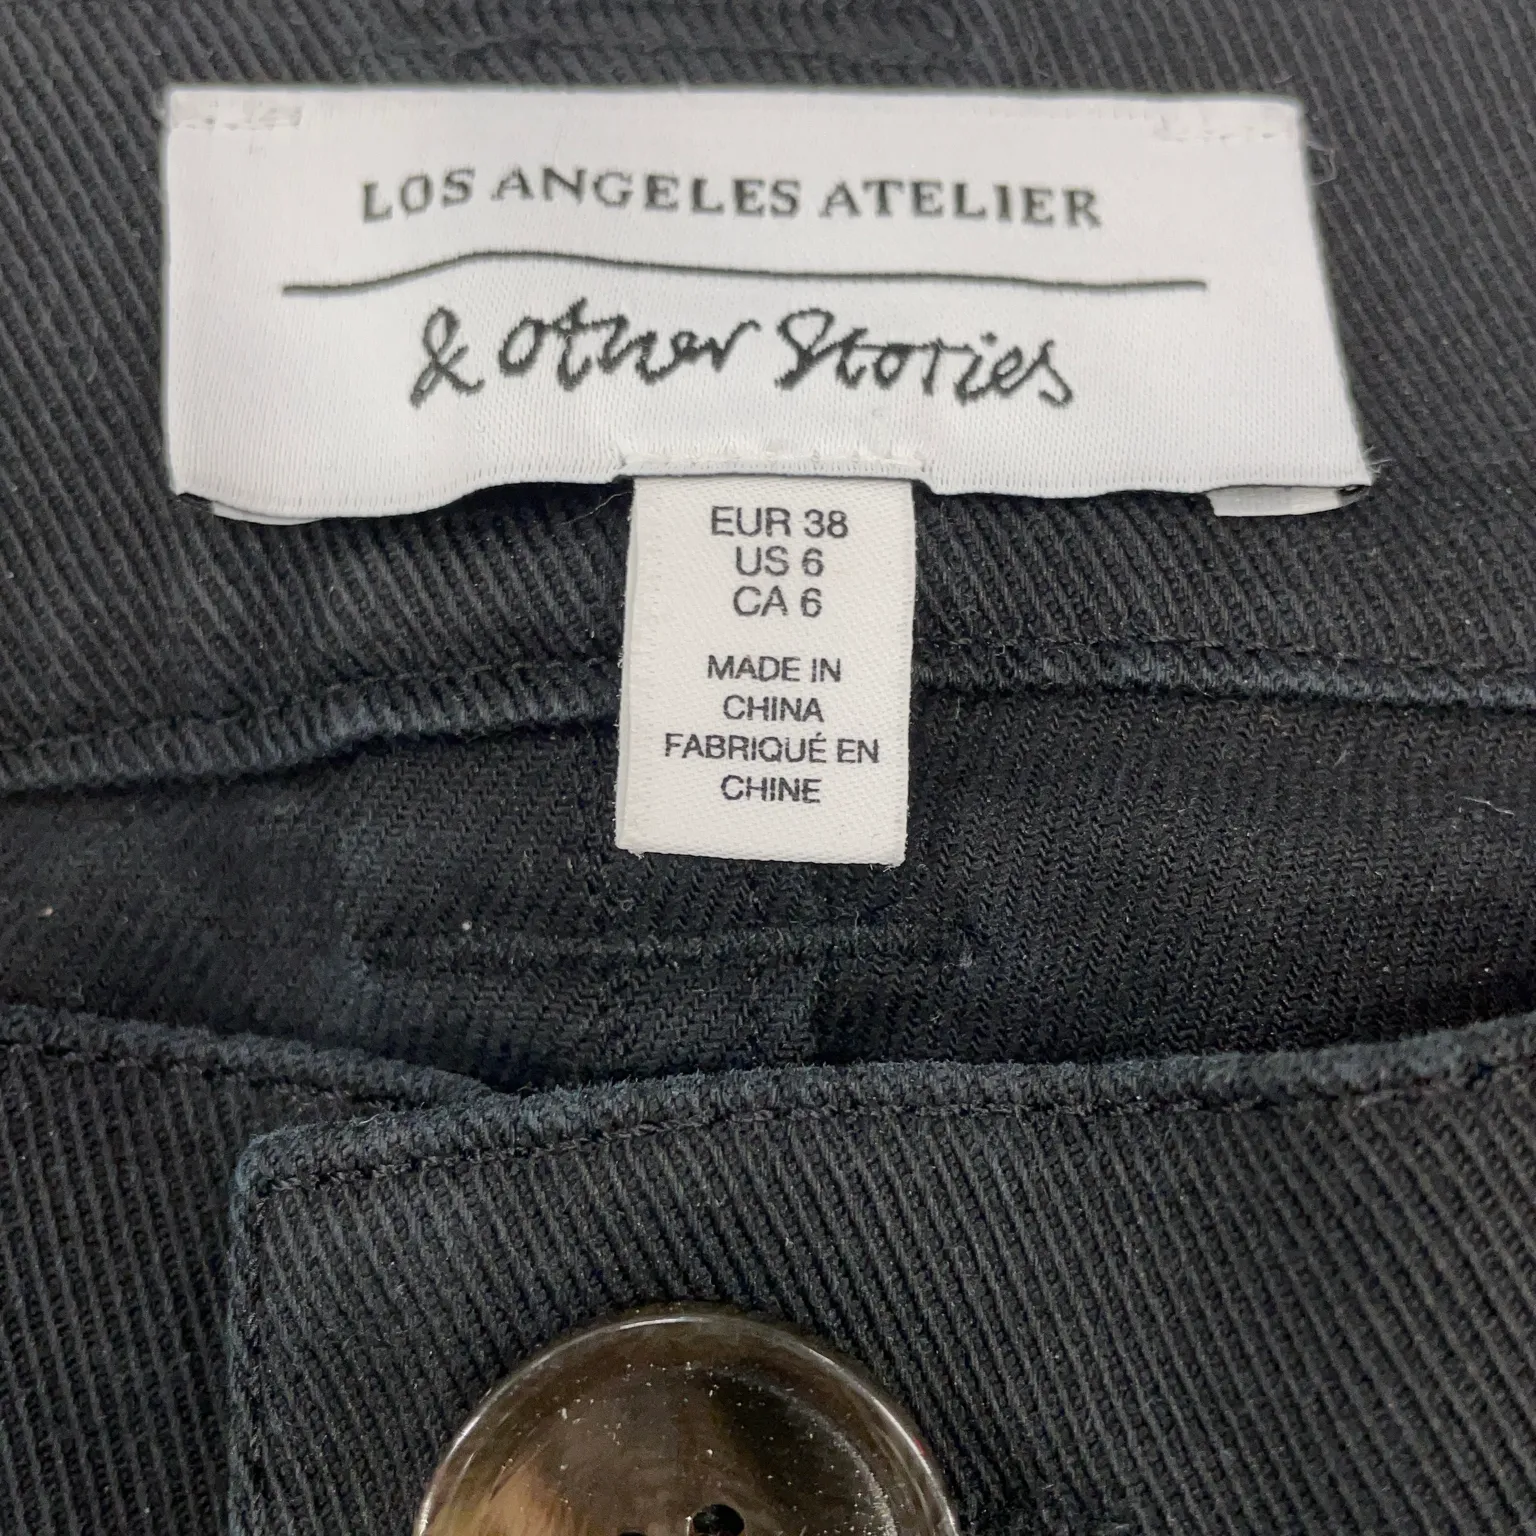 LOS ANGELES ATELIER
& other Stories
EUR 38
US 6
CA 6
MADE IN
CHINA
FABRIQUÉ EN
CHINE